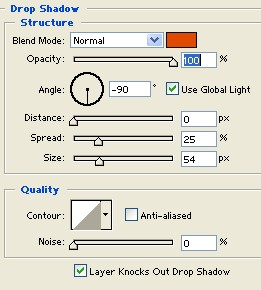 Drop Shadow
Structure
Blend Mode: Normal
Opacity: 100 %
Angle: -90 ° Use Global Light
Distance: 0 px
Spread: 25 %
Size: 54 px
Quality
Contour: Anti-aliased
Noise: 0 %
Layer Knocks Out Drop Shadow